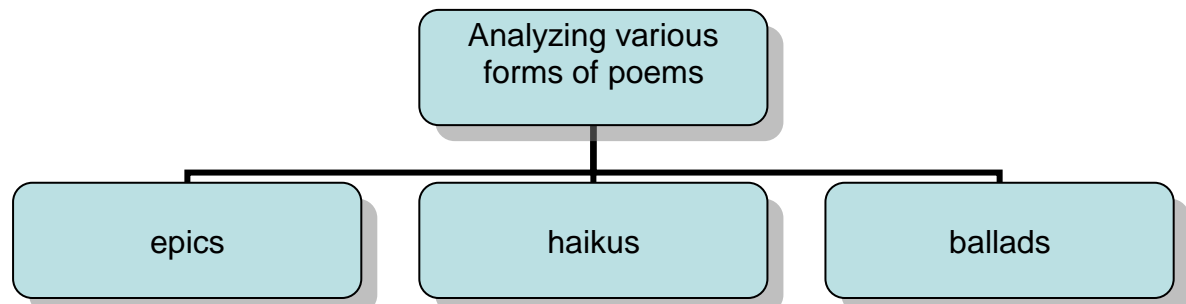 Analyzing various
forms of poems
epics
haikus
ballads